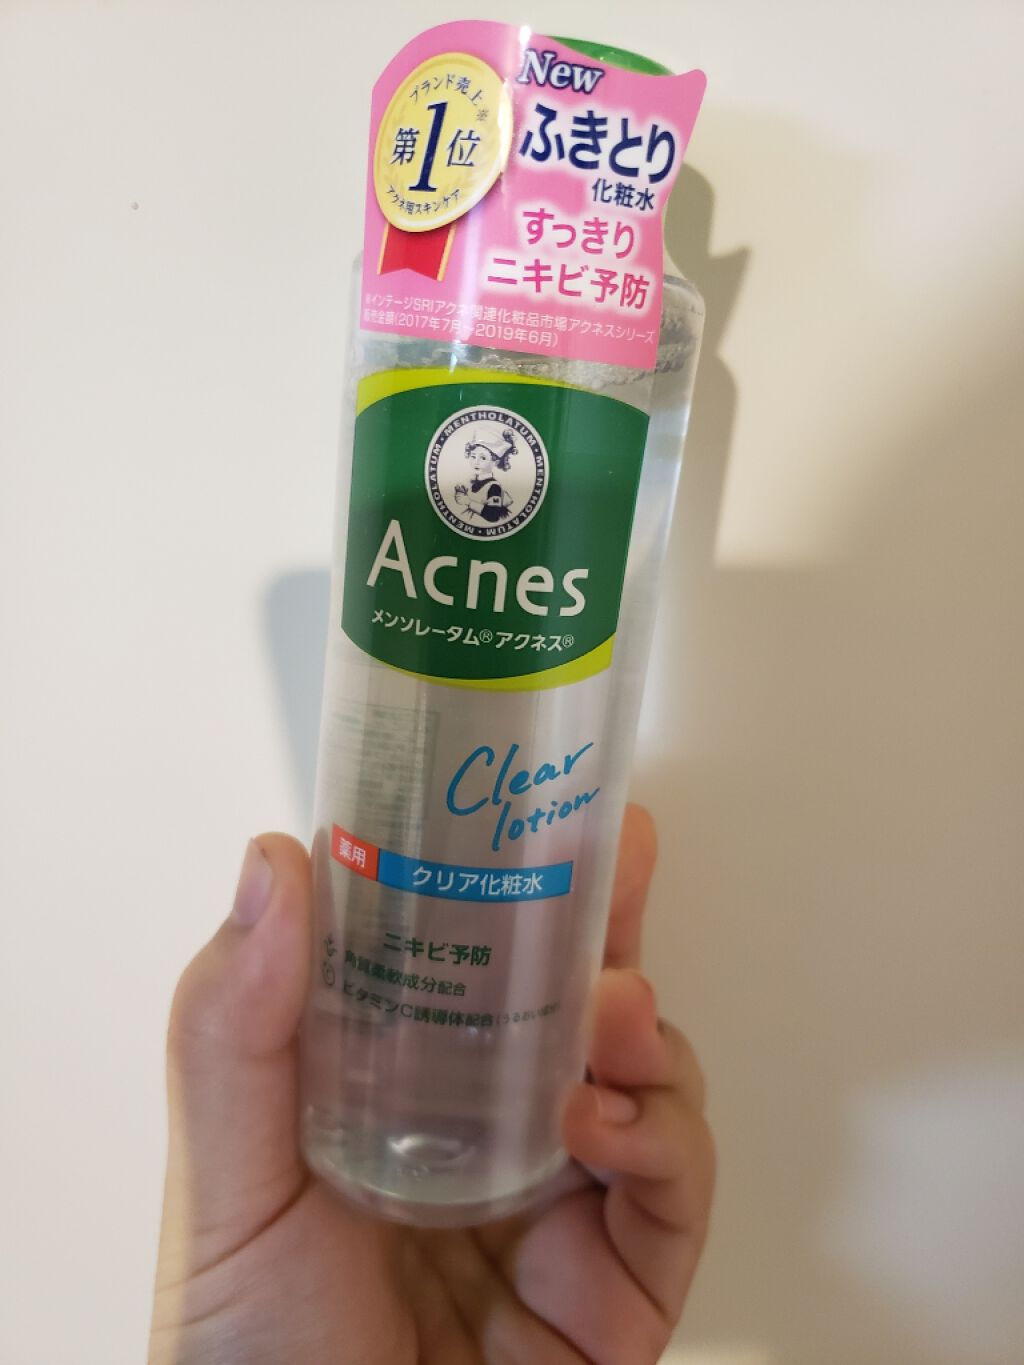 ブランド売上※
第1位
アクネ用スキンケア
New
ふきとり
化粧水
すっきり
ニキビ予防
※インテージSRIアクネ関連化粧品市場アクネスシリーズ
販売金額(2017年7月〜2019年6月)
MENTHOLATUM・MENTHOLATUM・MENTHOLATUM
Acnes
メンソレータム®アクネス®
Clear
lotion
薬用 クリア化粧水
ニキビ予防
角質柔軟成分配合
ビタミンC誘導体配合